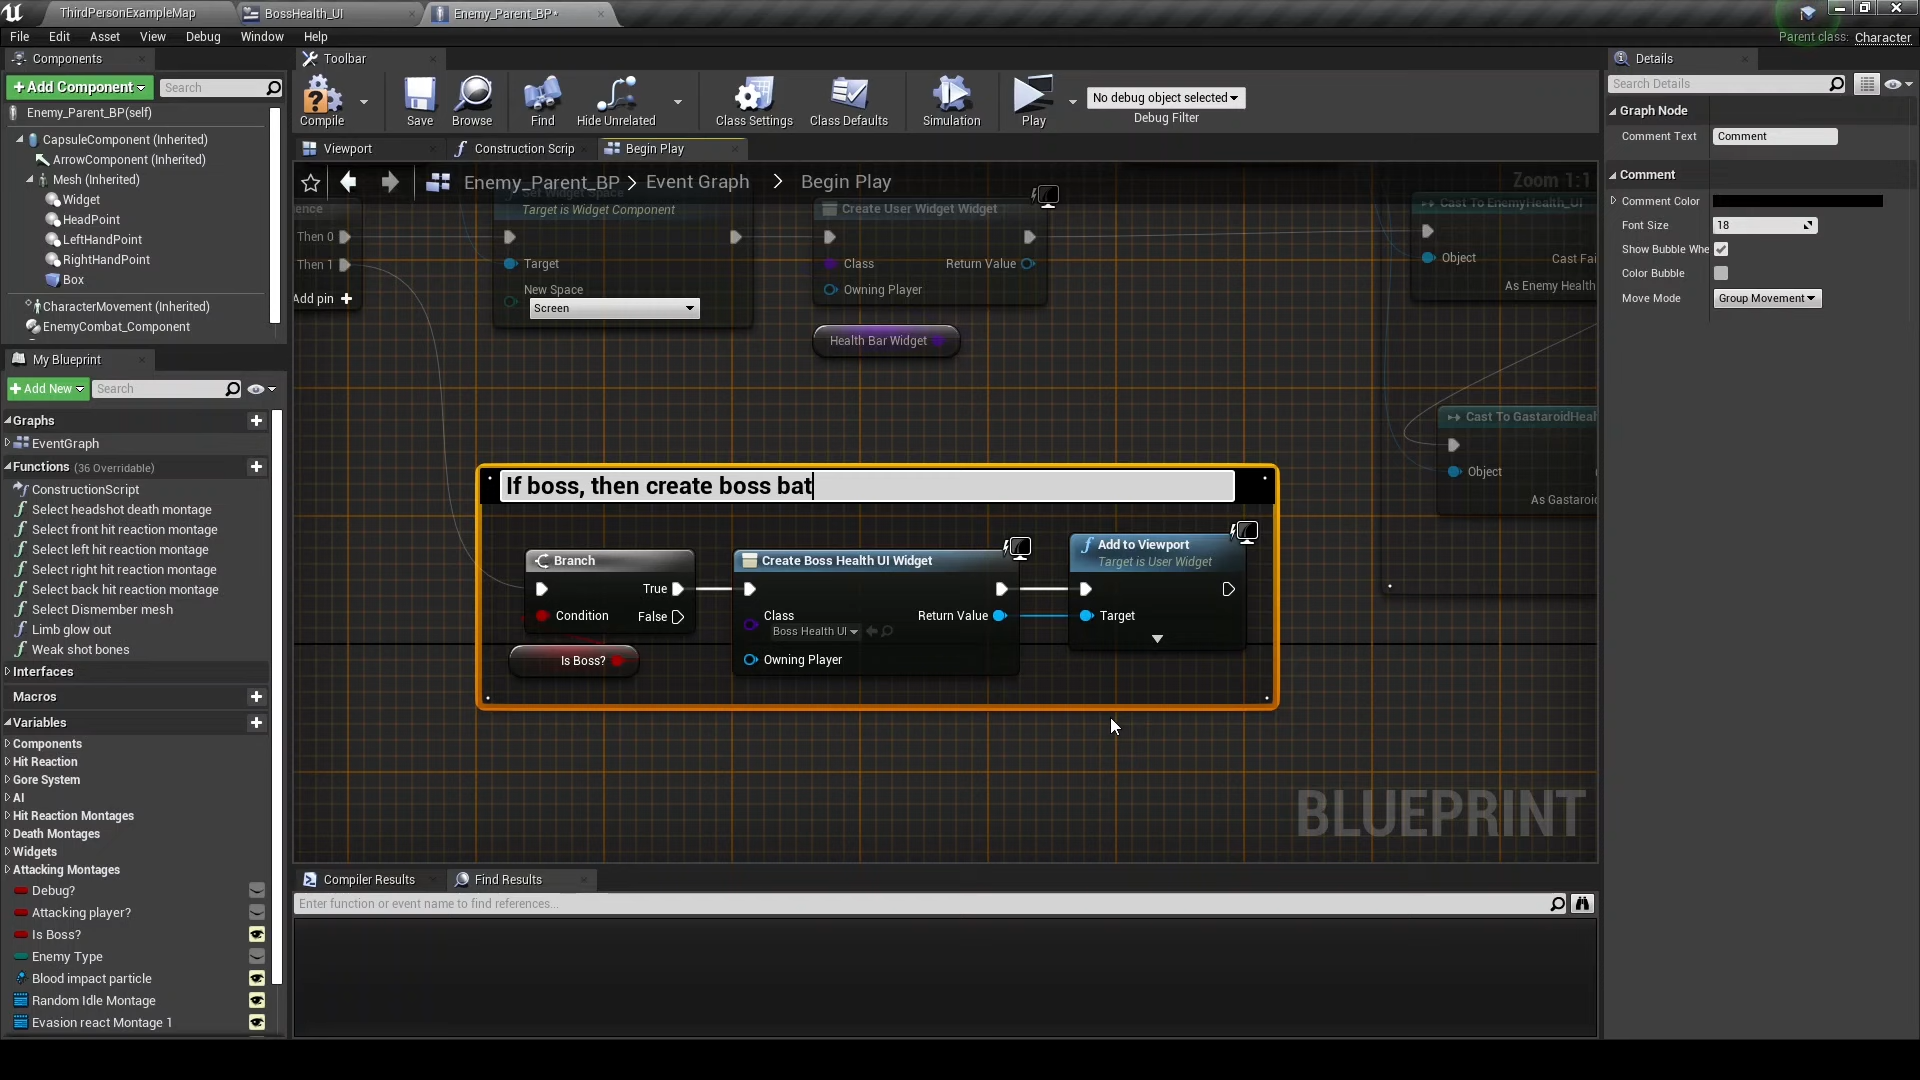 ThirdPersonExampleMap
BossHealth_UI
Enemy_Parent_BP*
File Edit Asset View Debug Window Help
Parent class: Character
Components
Toolbar
Details
+Add Component
Search
Search Details
Enemy_Parent_BP(self)
CapsuleComponent (Inherited)
ArrowComponent (Inherited)
Mesh (Inherited)
Widget
HeadPoint
LeftHandPoint
RightHandPoint
Box
CharacterMovement (Inherited)
EnemyCombat_Component
Compile
Save
Browse
Find
Hide Unrelated
Class Settings
Class Defaults
Simulation
Play
No debug object selected
Debug Filter
Graph Node
Comment Text Comment
Comment
Comment Color
Font Size 18
Show Bubble Whe
Color Bubble
Move Mode Group Movement
Viewport
Construction Scrip
Begin Play
Enemy_Parent_BP > Event Graph > Begin Play
Zoom 1:1
ence
Then 0
Then 1
Add pin +
Set Widget Space
Target is Widget Component
Target
New Space
Screen
Create User Widget Widget
Class Return Value
Owning Player
Health Bar Widget
Cast To EnemyHealth_UI
Object Cast Fai
As Enemy Health
Cast To GastaroidHeal
Object
As Gastaroid
If boss, then create boss bat
Branch
True
Condition False
Is Boss?
Create Boss Health UI Widget
Class Return Value
Boss Health UI
Owning Player
Add to Viewport
Target is User Widget
Target
BLUEPRINT
My Blueprint
+Add New
Search
Graphs
EventGraph
Functions (36 Overridable)
ConstructionScript
Select headshot death montage
Select front hit reaction montage
Select left hit reaction montage
Select right hit reaction montage
Select back hit reaction montage
Select Dismember mesh
Limb glow out
Weak shot bones
Interfaces
Macros
Variables
Components
Hit Reaction
Gore System
AI
Hit Reaction Montages
Death Montages
Widgets
Attacking Montages
Debug?
Attacking player?
Is Boss?
Enemy Type
Blood impact particle
Random Idle Montage
Evasion react Montage 1
Compiler Results
Find Results
Enter function or event name to find references...